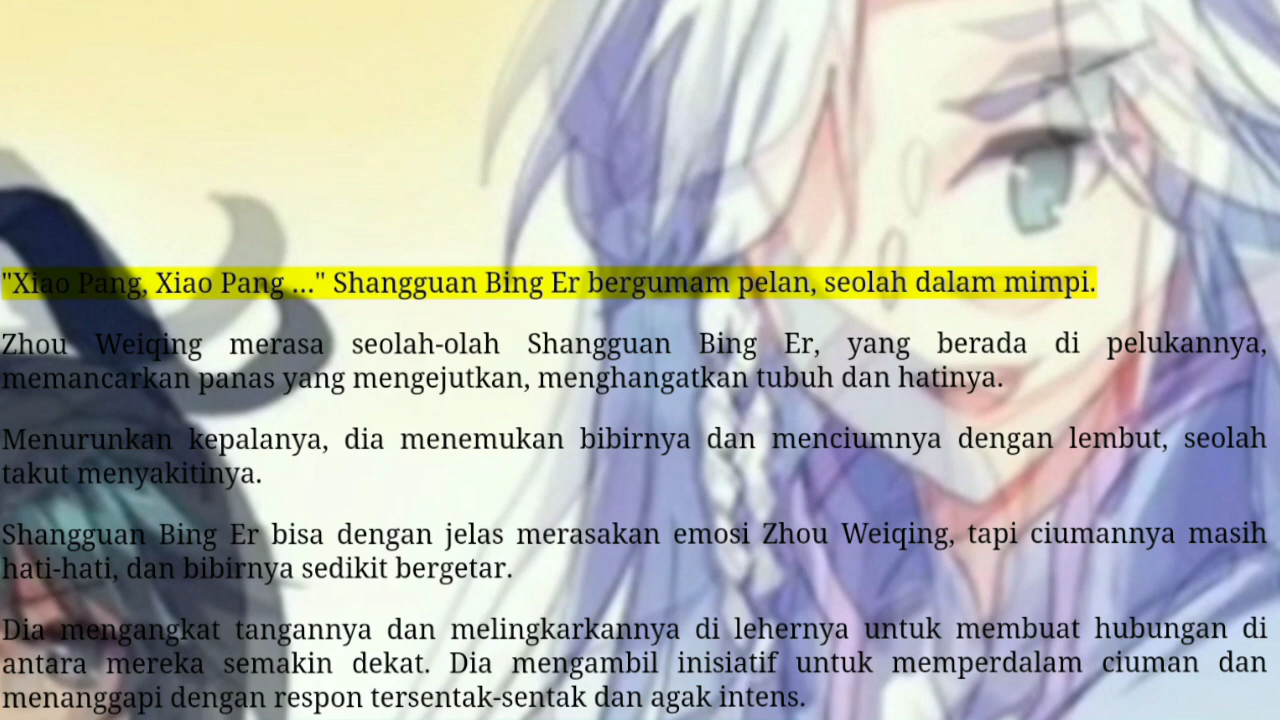 "Xiao Pang, Xiao Pang ..." Shangguan Bing Er bergumam pelan, seolah dalam mimpi.
Zhou Weiqing merasa seolah-olah Shangguan Bing Er, yang berada di pelukannya,
memancarkan panas yang mengejutkan, menghangatkan tubuh dan hatinya.
Menurunkan kepalanya, dia menemukan bibirnya dan menciumnya dengan lembut, seolah
takut menyakitinya.
Shangguan Bing Er bisa dengan jelas merasakan emosi Zhou Weiqing, tapi ciumannya masih
hati-hati, dan bibirnya sedikit bergetar.
Dia mengangkat tangannya dan melingkarkannya di lehernya untuk membuat hubungan di
antara mereka semakin dekat. Dia mengambil inisiatif untuk memperdalam ciuman dan
menanggapi dengan respon tersentak-sentak dan agak intens.